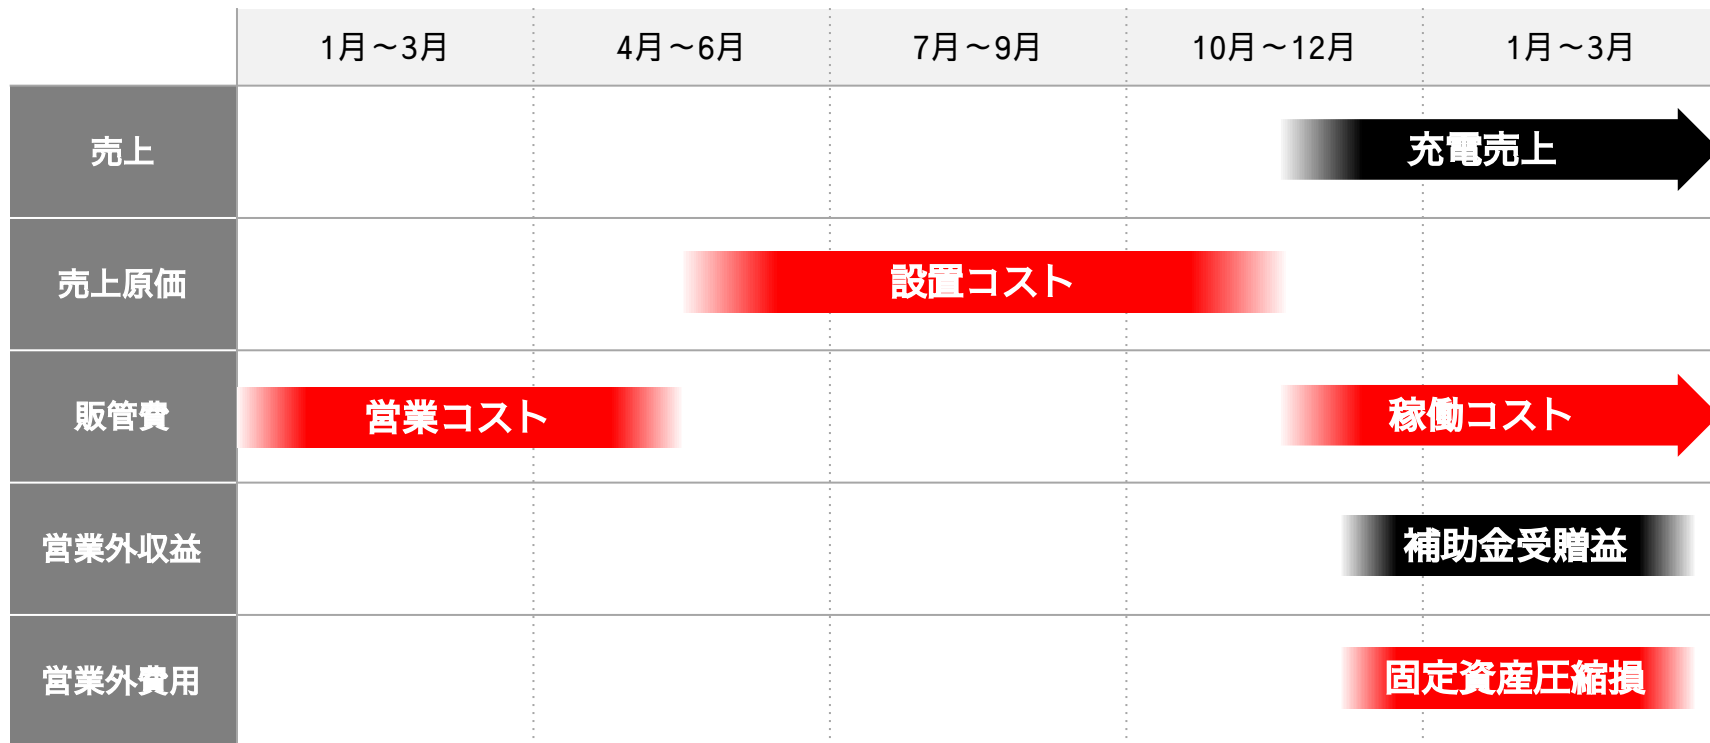 1月～3月
4月～6月
7月～9月
10月～12月
1月～3月
売上
充電売上
売上原価
設置コスト
販管費
営業コスト
稼働コスト
営業外収益
補助金受贈益
営業外費用
固定資産圧縮損